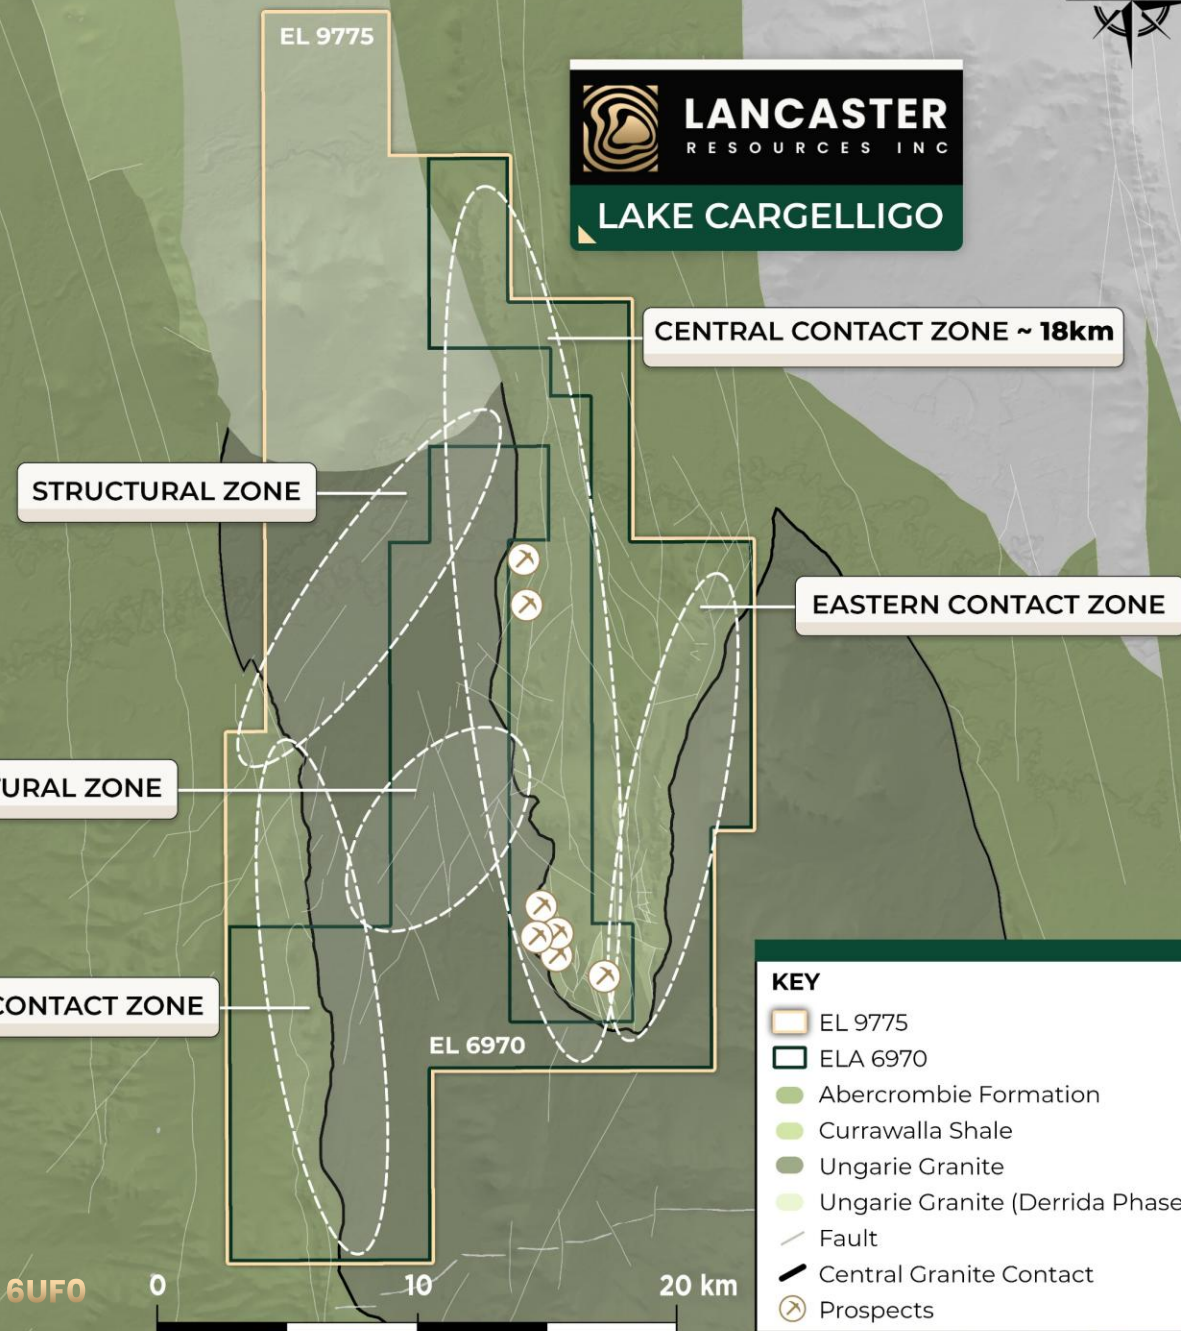 EL 9775
LANCASTER
RESOURCES INC
LAKE CARGELLIGO
CENTRAL CONTACT ZONE ~ 18km
STRUCTURAL ZONE
EASTERN CONTACT ZONE
URAL ZONE
CONTACT ZONE
EL 6970
KEY
EL 9775
ELA 6970
Abercrombie Formation
Currawalla Shale
Ungarie Granite
Ungarie Granite (Derrida Phase
Fault
Central Granite Contact
Prospects
6UF0
0 10 20 km